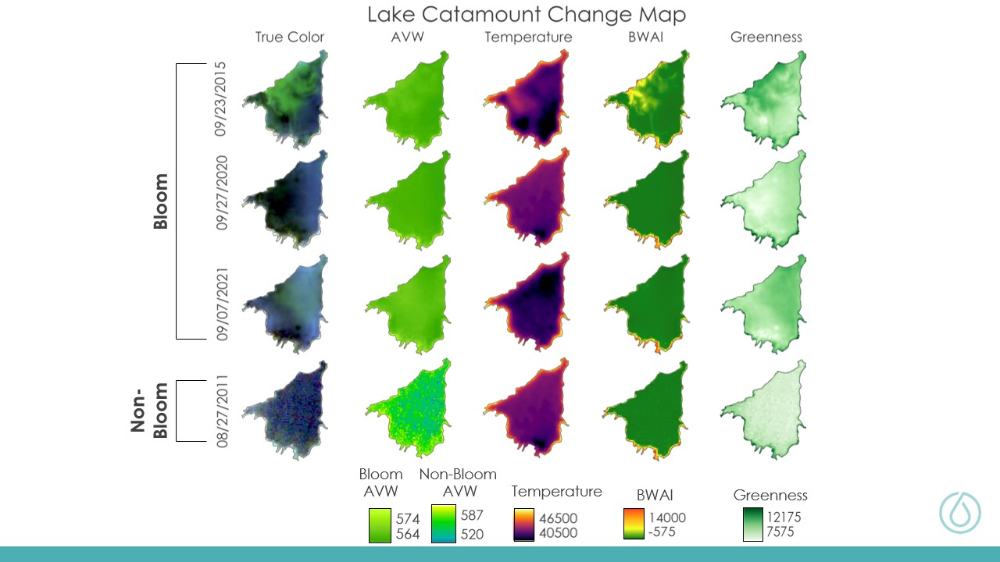 Lake Catamount Change Map
True Color
AVW
Temperature
BWAI
Greenness
Bloom
09/23/2015
09/27/2020
09/07/2021
Non-
Bloom
08/27/2011
Bloom
AVW
574
564
Non-Bloom
AVW
587
520
Temperature
46500
40500
BWAI
14000
-575
Greenness
12175
7575